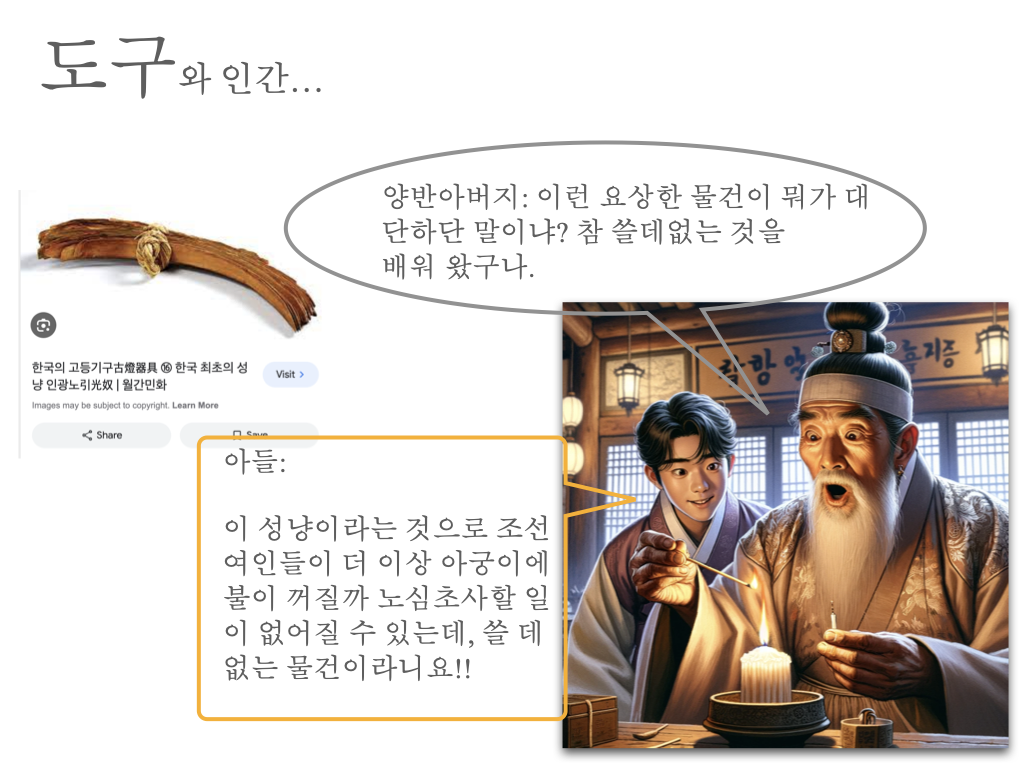 도구와 인간...
양반아버지: 이런 요상한 물건이 뭐가 대
단하단 말이냐? 참 쓸데없는 것을
배워 왔구나.
한국의 고등기구古燈器具 ⑯ 한국 최초의 성
냥 인광노引光奴 | 월간민화
Visit >
Images may be subject to copyright. Learn More
Share
Save
아들:
이 성냥이라는 것으로 조선
여인들이 더 이상 아궁이에
불이 꺼질까 노심초사할 일
이 없어질 수 있는데, 쓸 데
없는 물건이라니요!!